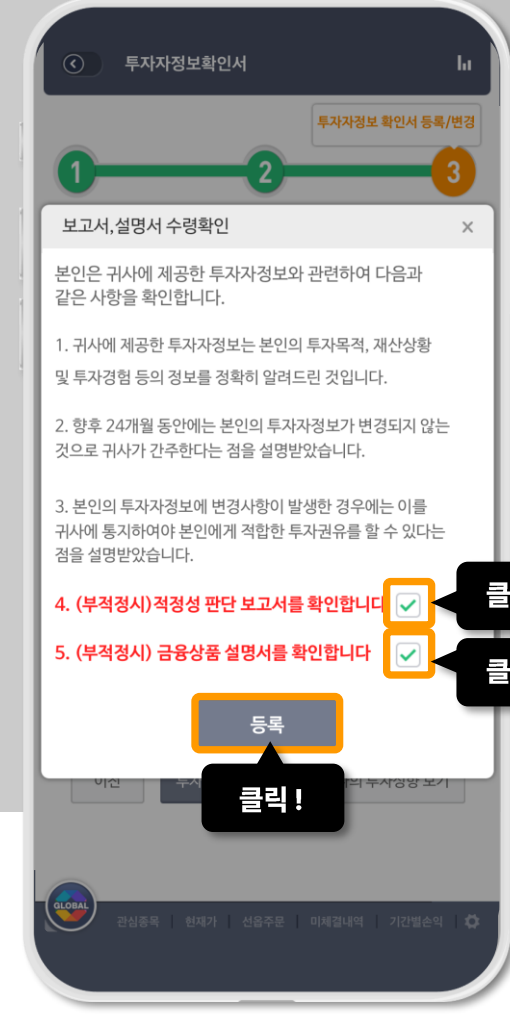 투자자정보확인서
투자자정보 확인서 등록/변경
1 2 3
보고서,설명서 수령확인 ×
본인은 귀사에 제공한 투자자정보와 관련하여 다음과
같은 사항을 확인합니다.
1. 귀사에 제공한 투자자정보는 본인의 투자목적, 재산상황
및 투자경험 등의 정보를 정확히 알려드린 것입니다.
2. 향후 24개월 동안에는 본인의 투자자정보가 변경되지 않는
것으로 귀사가 간주한다는 점을 설명받았습니다.
3. 본인의 투자자정보에 변경사항이 발생한 경우에는 이를
귀사에 통지하여야 본인에게 적합한 투자권유를 할 수 있다는
점을 설명받았습니다.
4. (부적정시)적정성 판단 보고서를 확인합니다
클
5. (부적정시) 금융상품 설명서를 확인합니다
클
등록
클릭 !
이전 투자성향 보기
GLOBAL
관심종목 | 현재가 | 선옵주문 | 미체결내역 | 기간별손익